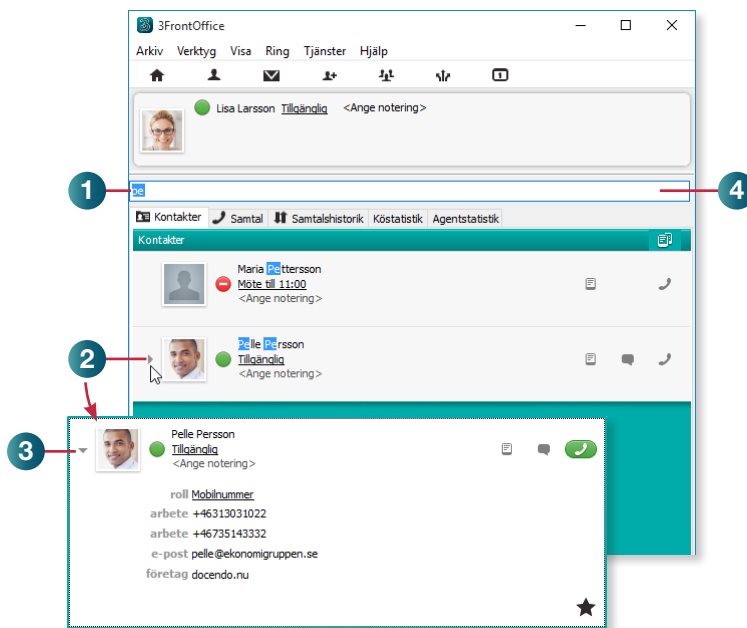 3FrontOffice
Arkiv Verktyg Visa Ring Tjänster Hjälp
1
Lisa Larsson Tillgänglig <Ange notering>
1
pe
4
Kontakter Samtal Samtalshistorik Köstatistik Agentstatistik
Kontakter
Maria Pettersson
Möte till 11:00
<Ange notering>
2
Pelle Persson
Tillgänglig
<Ange notering>
3
Pelle Persson
Tillgänglig
<Ange notering>
roll Mobilnummer
arbete +46313031022
arbete +46735143332
e-post pelle@ekonomigruppen.se
företag docendo.nu